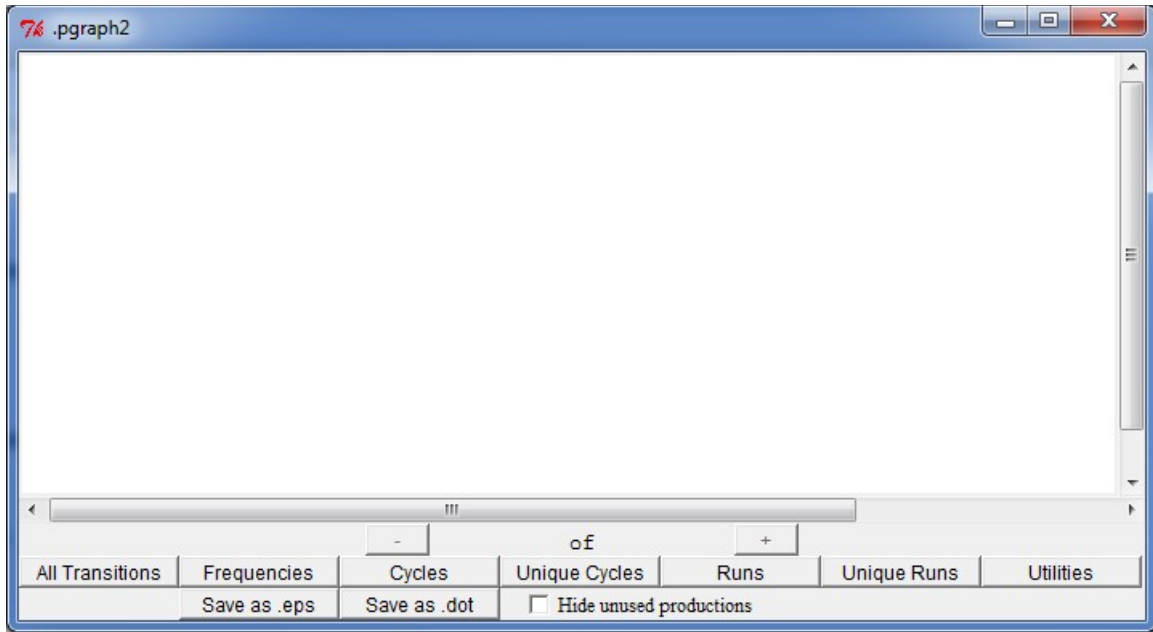 .pgraph2
- of +
All Transitions Frequencies Cycles Unique Cycles Runs Unique Runs Utilities
Save as .eps Save as .dot Hide unused productions